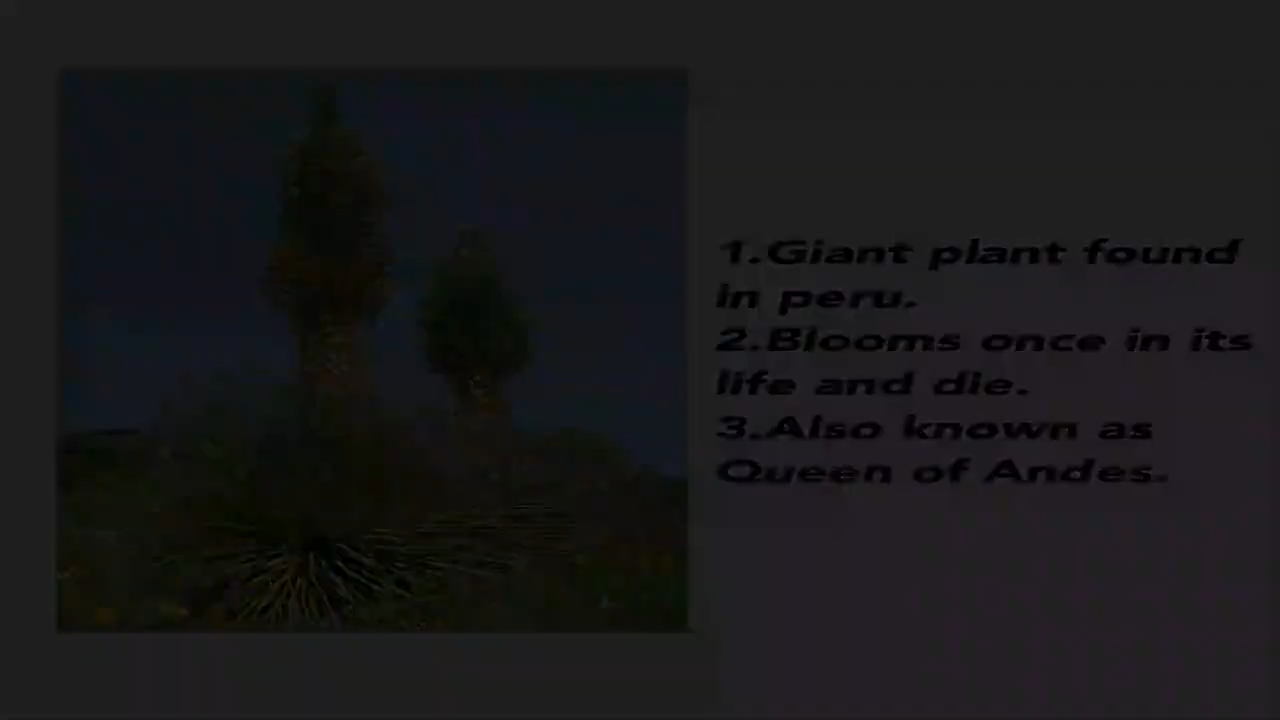 1.Giant plant found
in peru.
2.Blooms once in its
life and die.
3.Also known as
Queen of Andes.